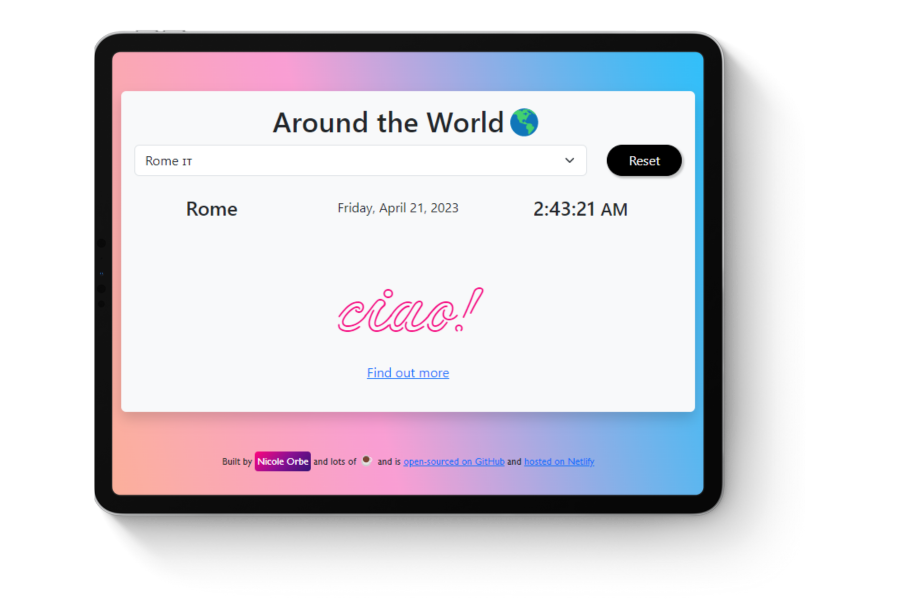 Around the World 🌎
Rome IT
Reset
Rome
Friday, April 21, 2023
2:43:21 AM
ciao!
Find out more
Built by Nicole Orbe and lots of and is open-sourced on GitHub and hosted on Netlify